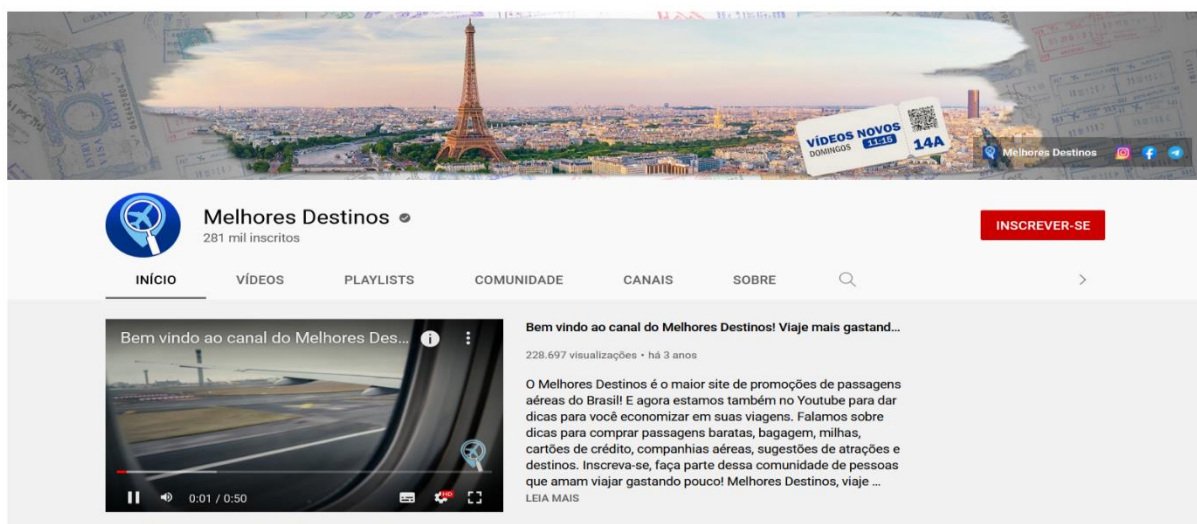 VÍDEOS NOVOS
DOMINGOS 11:15 14A
Melhores Destinos
Melhores Destinos
281 mil inscritos
INSCREVER-SE
INÍCIO VÍDEOS PLAYLISTS COMUNIDADE CANAIS SOBRE
Bem vindo ao canal do Melhores Des...
0:01 / 0:50
HD
Bem vindo ao canal do Melhores Destinos! Viaje mais gastand...
228.697 visualizações • há 3 anos
O Melhores Destinos é o maior site de promoções de passagens
aéreas do Brasil! E agora estamos também no Youtube para dar
dicas para você economizar em suas viagens. Falamos sobre
dicas para comprar passagens baratas, bagagem, milhas,
cartões de crédito, companhias aéreas, sugestões de atrações e
destinos. Inscreva-se, faça parte dessa comunidade de pessoas
que amam viajar gastando pouco! Melhores Destinos, viaje ...
LEIA MAIS